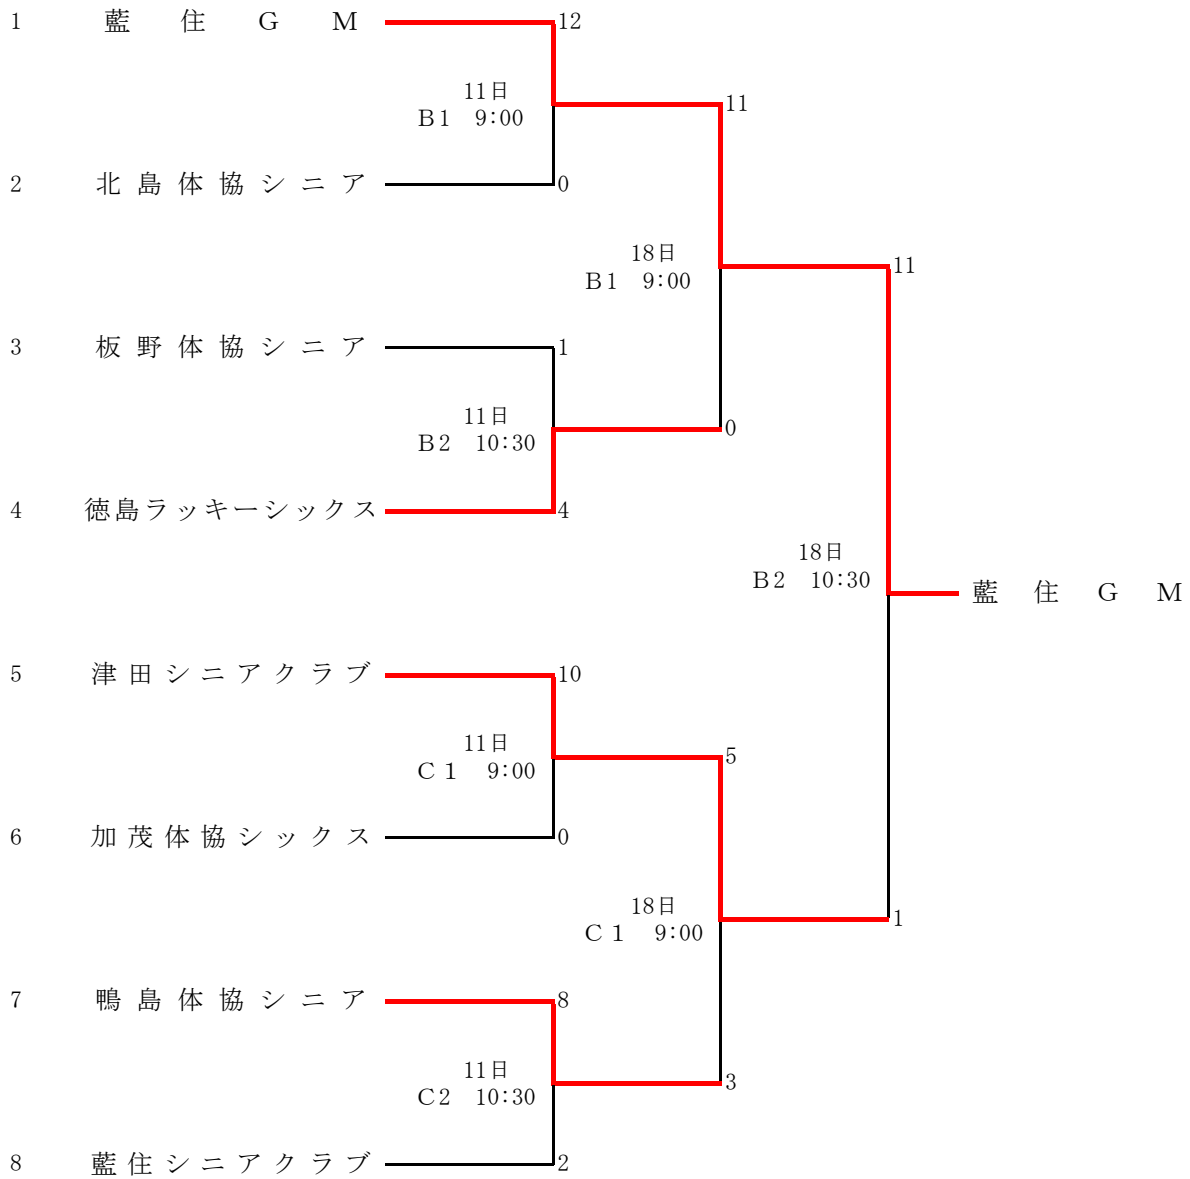 1 藍住ＧＭ 12
11日
Ｂ1 9:00
11
2 北島体協シニア 0
18日
Ｂ1 9:00
11
3 板野体協シニア 1
11日
Ｂ2 10:30
0
4 徳島ラッキーシックス 4
18日
Ｂ2 10:30
藍住ＧＭ
5 津田シニアクラブ 10
11日
Ｃ１ 9:00
5
6 加茂体協シックス 0
18日
Ｃ１ 9:00
1
7 鴨島体協シニア 8
11日
Ｃ2 10:30
3
8 藍住シニアクラブ 2